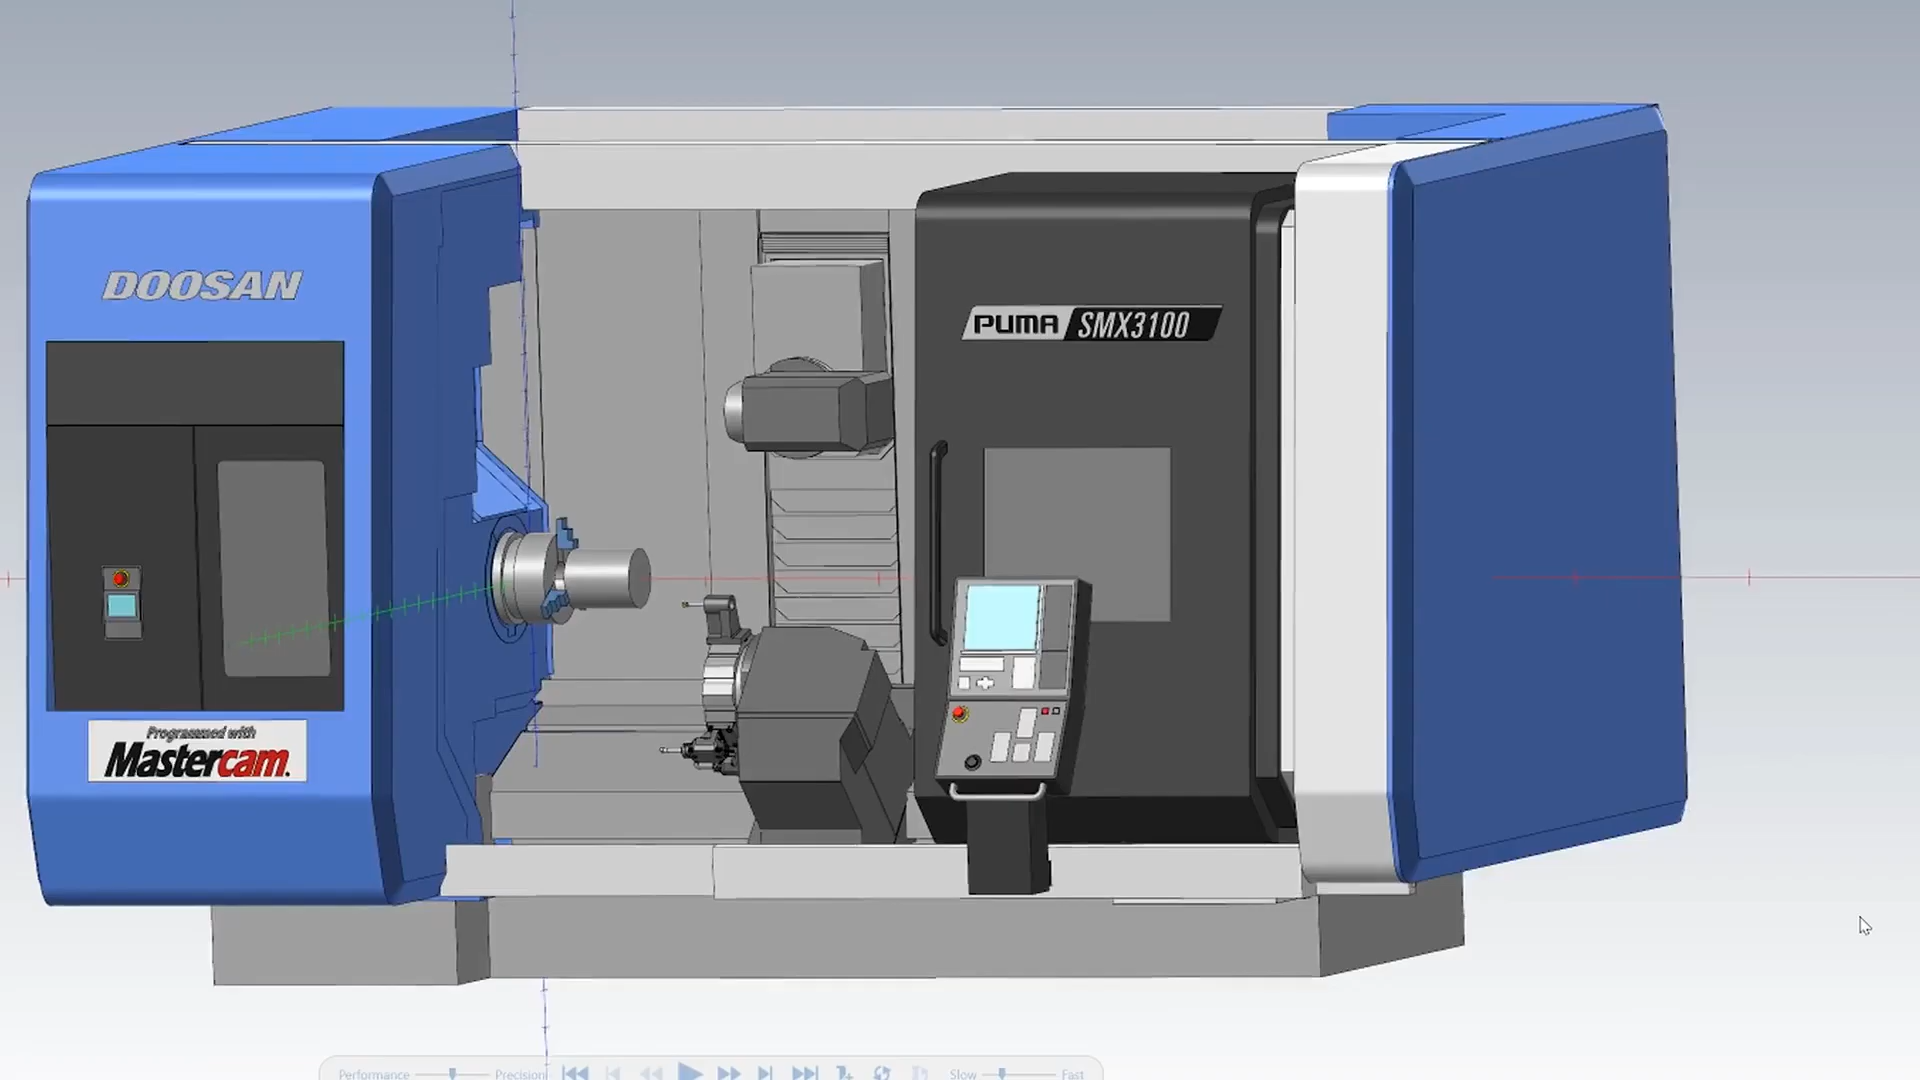 DOOSAN
PUMA SMX3100
Programmed with
Mastercam.
Performance Precision Slow Fast